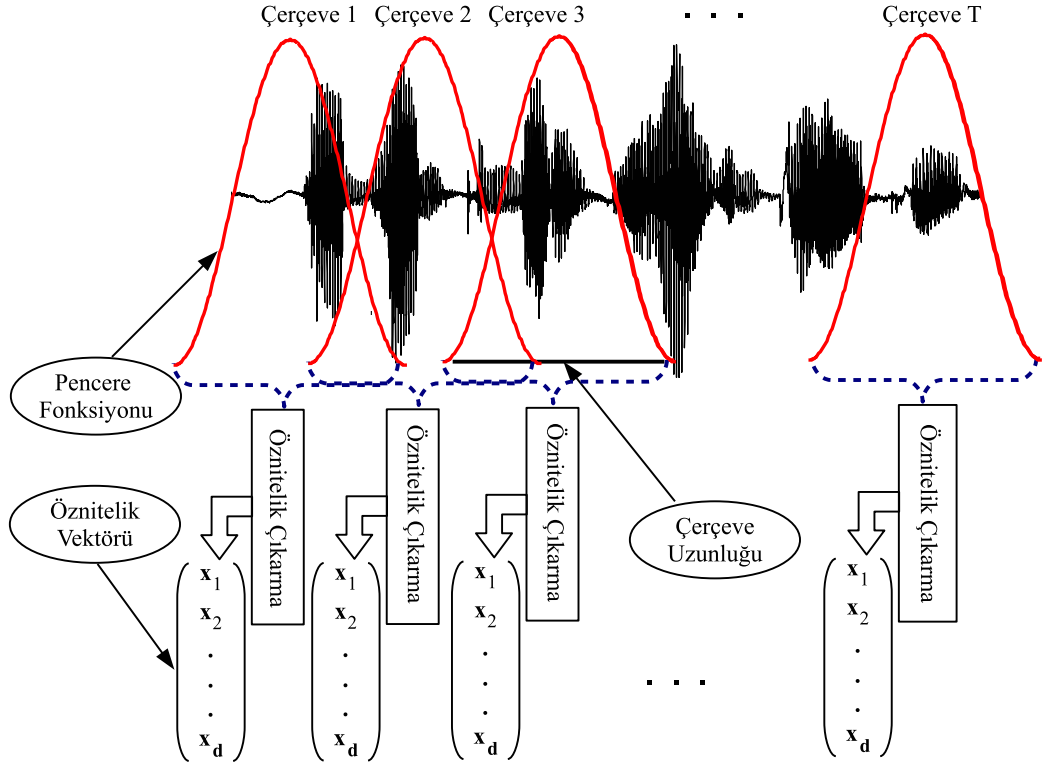 Çerçeve 1 Çerçeve 2 Çerçeve 3 . . . Çerçeve T
Pencere
Fonksiyonu
Öznitelik Çıkarma
Öznitelik Çıkarma
Öznitelik Çıkarma
Öznitelik Çıkarma
Öznitelik
Vektörü
Çerçeve
Uzunluğu
x1 x1 x1 x1
x2 x2 x2 x2
. . . .
. . . . . . .
. . . .
xd xd xd xd